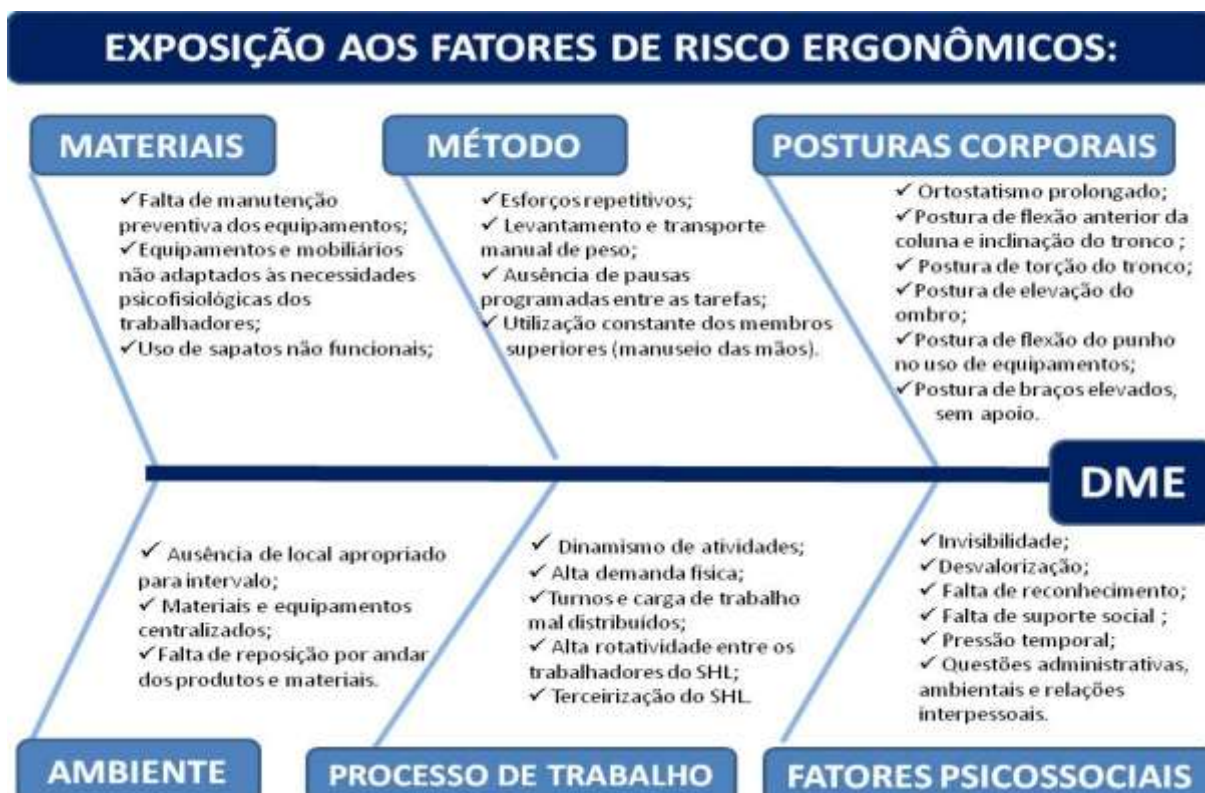 EXPOSIÇÃO AOS FATORES DE RISCO ERGONÔMICOS:
MATERIAIS
✓Falta de manutenção
preventiva dos equipamentos;
✓Equipamentos e mobiliários
não adaptados às necessidades
psicofisiológicas dos
trabalhadores;
✓Uso de sapatos não funcionais;
MÉTODO
✓Esforços repetitivos;
✓Levantamento e transporte
manual de peso;
✓ Ausência de pausas
programadas entre as tarefas;
✓Utilização constante dos membros
superiores (manuseio das mãos).
POSTURAS CORPORAIS
✓ Ortostatismo prolongado;
✓Postura de flexão anterior da
coluna e inclinação do tronco ;
✓ Postura de torção do tronco;
✓Postura de elevação do
ombro;
✓Postura de flexão do punho
no uso de equipamentos;
✓Postura de braços elevados,
sem apoio.
DME
✓ Ausência de local apropriado
para intervalo;
✓ Materiais e equipamentos
centralizados;
✓Falta de reposição por andar
dos produtos e materiais.
AMBIENTE
✓ Dinamismo de atividades;
✓ Alta demanda física;
✓Turnos e carga de trabalho
mal distribuídos;
✓ Alta rotatividade entre os
trabalhadores do SHL;
✓ Terceirização do SHL.
PROCESSO DE TRABALHO
✓Invisibilidade;
✓Desvalorização;
✓ Falta de reconhecimento;
✓ Falta de suporte social ;
✓ Pressão temporal;
✓ Questões administrativas,
ambientais e relações
interpessoais.
FATORES PSICOSSOCIAIS